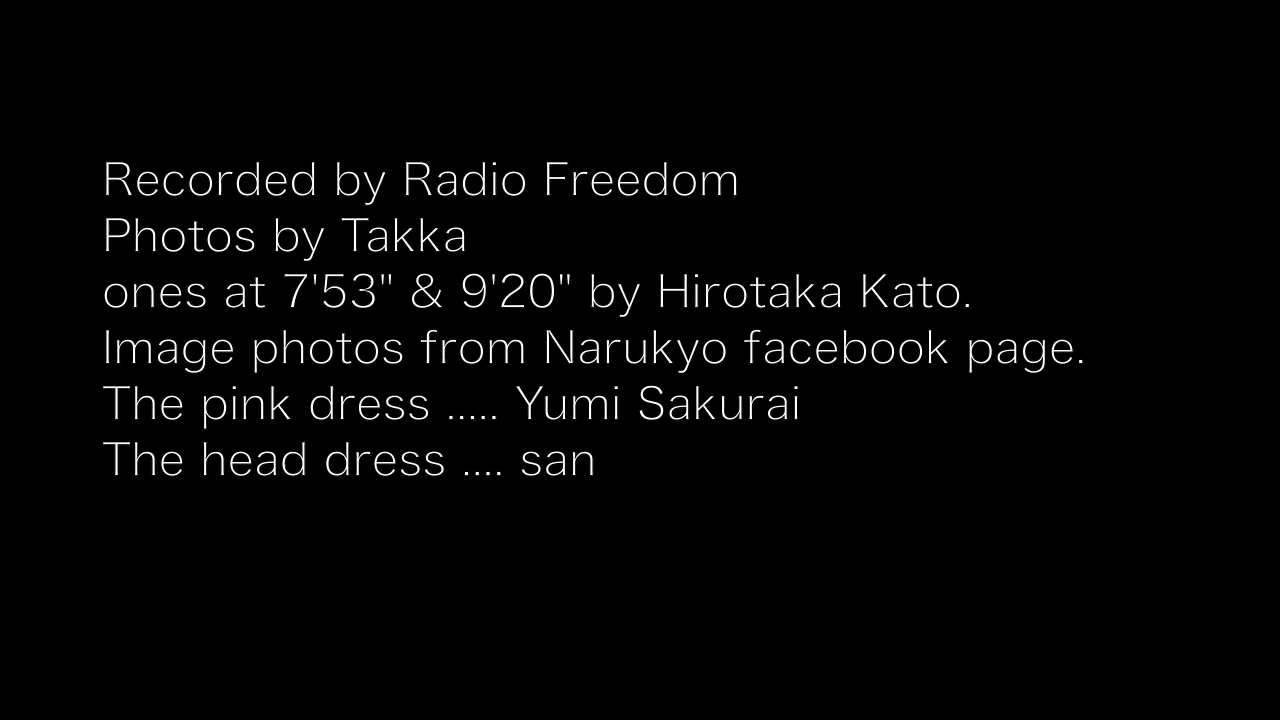 Recorded by Radio Freedom
Photos by Takka
ones at 7'53" & 9'20" by Hirotaka Kato.
Image photos from Narukyo facebook page.
The pink dress ..... Yumi Sakurai
The head dress .... san